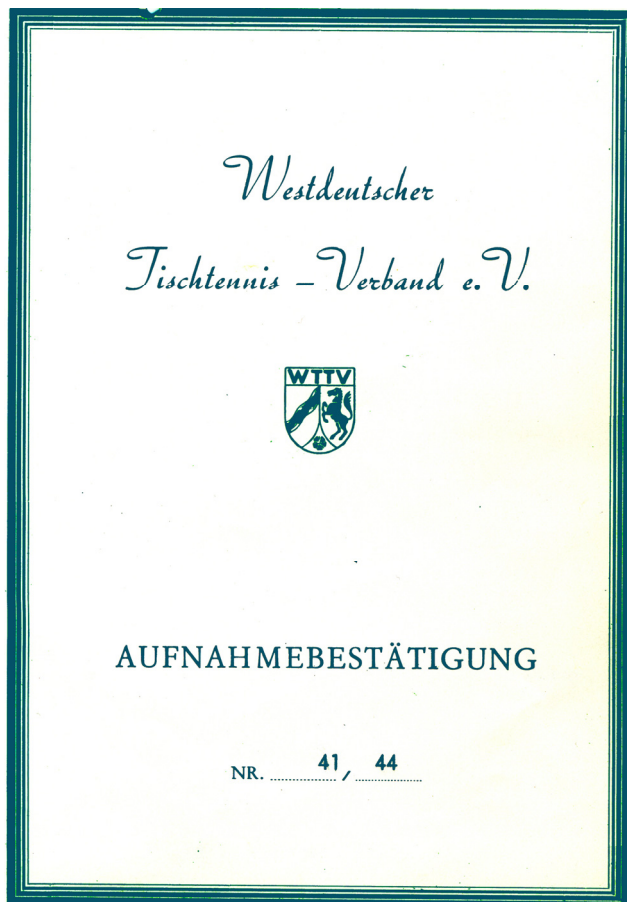 Westdeutscher
Tischtennis – Verband e. V.
WTTV
AUFNAHMEBESTÄTIGUNG
NR. 41 / 44